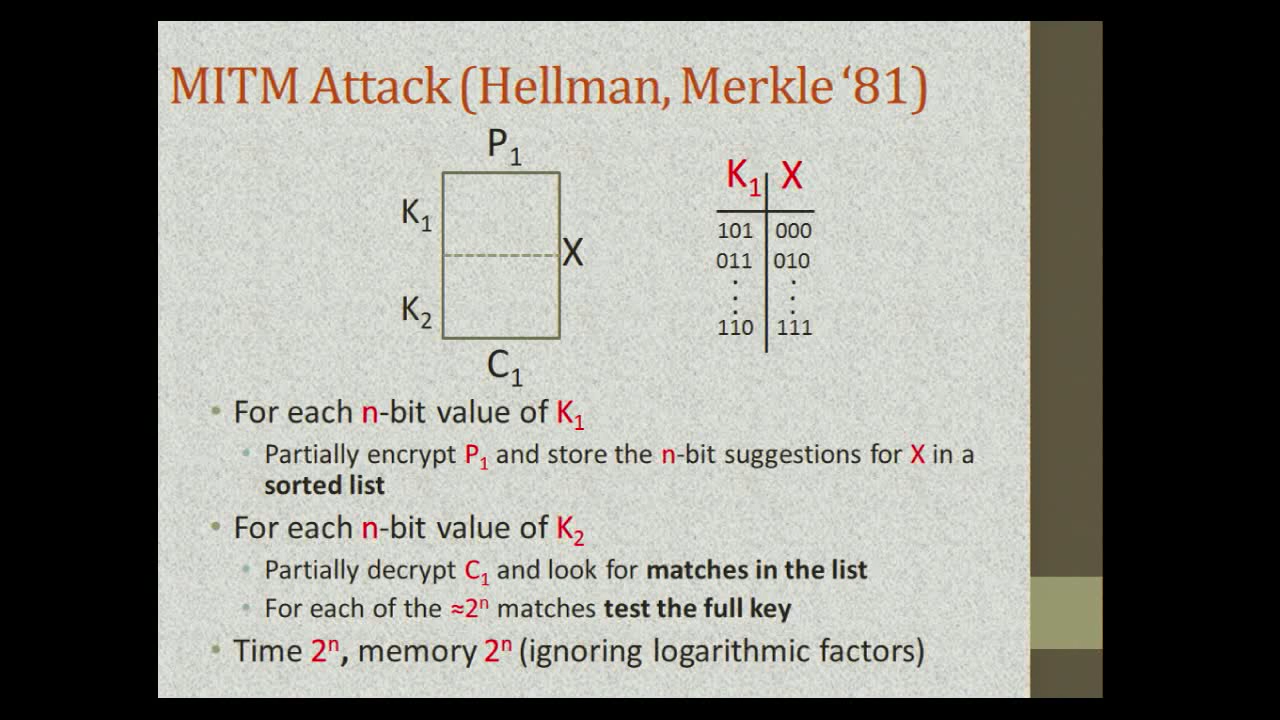 MITM Attack (Hellman, Merkle ‘81)
P1
K1
X
K2
C1
K1 X
101 000
011 010
. .
. .
. .
110 111
• For each n-bit value of K1
• Partially encrypt P1 and store the n-bit suggestions for X in a
sorted list
• For each n-bit value of K2
• Partially decrypt C1 and look for matches in the list
• For each of the ≈2ⁿ matches test the full key
• Time 2ⁿ, memory 2ⁿ (ignoring logarithmic factors)